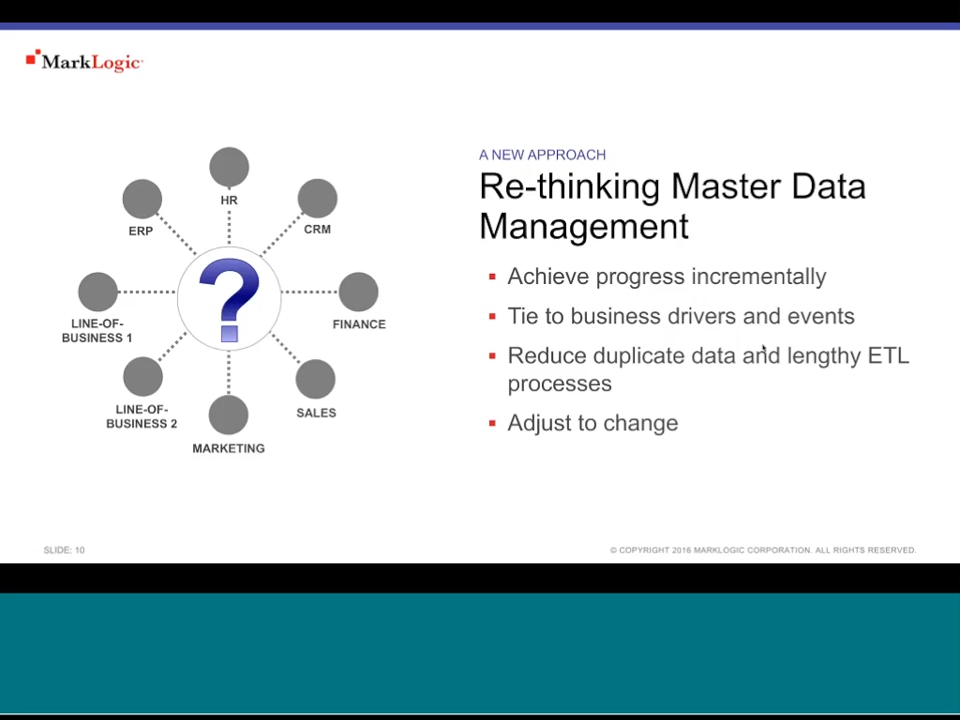 MarkLogic
HR
ERP
CRM
?
LINE-OF-
BUSINESS 1
FINANCE
LINE-OF-
BUSINESS 2
SALES
MARKETING
A NEW APPROACH
Re-thinking Master Data
Management
Achieve progress incrementally
Tie to business drivers and events
Reduce duplicate data and lengthy ETL
processes
Adjust to change
SLIDE: 10
© COPYRIGHT 2016 MARKLOGIC CORPORATION. ALL RIGHTS RESERVED.